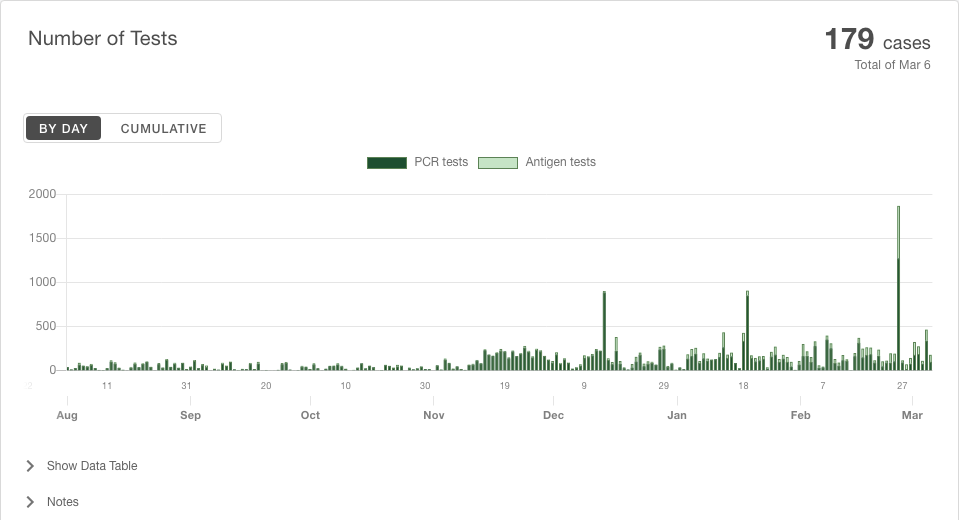 Number of Tests
179 cases
Total of Mar 6
BY DAY CUMULATIVE
PCR tests Antigen tests
2000
1500
1000
500
0
2 11 31 20 10 30 19 9 29 18 7 27
Aug Sep Oct Nov Dec Jan Feb Mar
Show Data Table
Notes